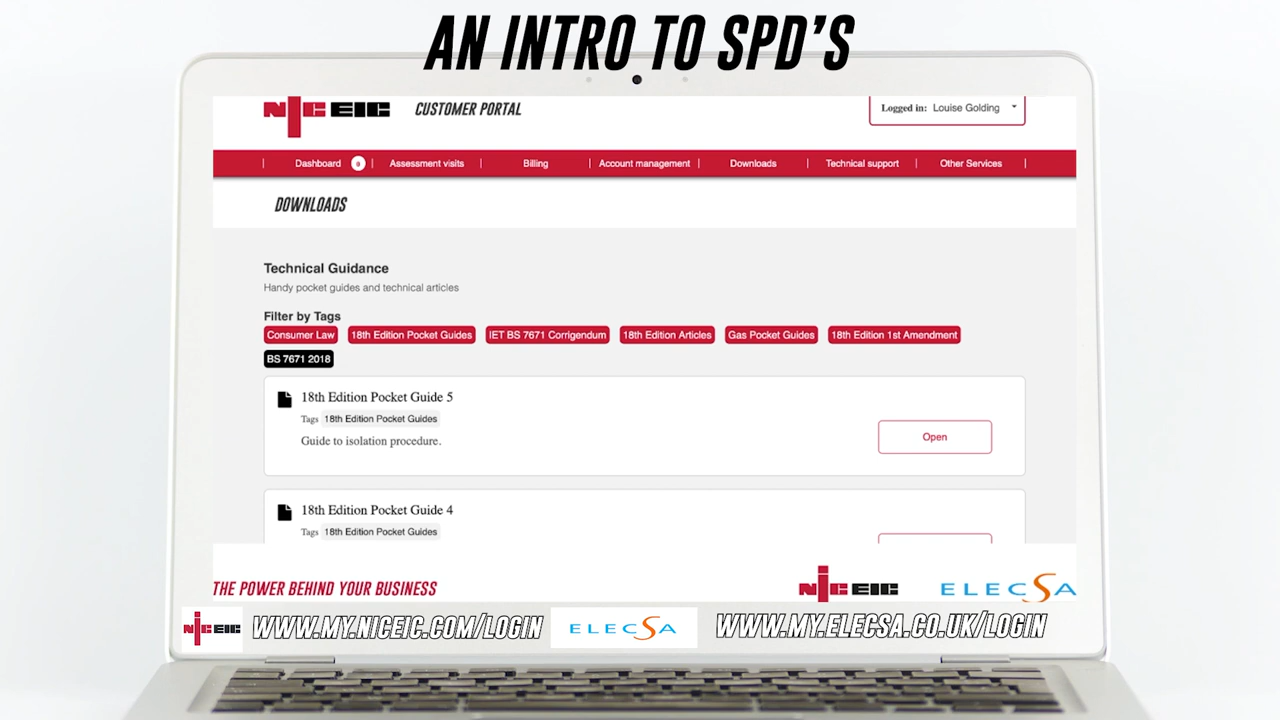 AN INTRO TO SPD'S
NICEIC CUSTOMER PORTAL Logged in: Louise Golding
Dashboard 0 Assessment visits Billing Account management Downloads Technical support Other Services
DOWNLOADS
Technical Guidance
Handy pocket guides and technical articles
Filter by Tags
Consumer Law 18th Edition Pocket Guides IET BS 7671 Corrigendum 18th Edition Articles Gas Pocket Guides 18th Edition 1st Amendment
BS 7671 2018
18th Edition Pocket Guide 5
Tags 18th Edition Pocket Guides
Guide to isolation procedure.
Open
18th Edition Pocket Guide 4
Tags 18th Edition Pocket Guides
THE POWER BEHIND YOUR BUSINESS NICEIC ELECSA
NICEIC WWW.MY.NICEIC.COM/LOGIN ELECSA WWW.MY.ELECSA.CO.UK/LOGIN